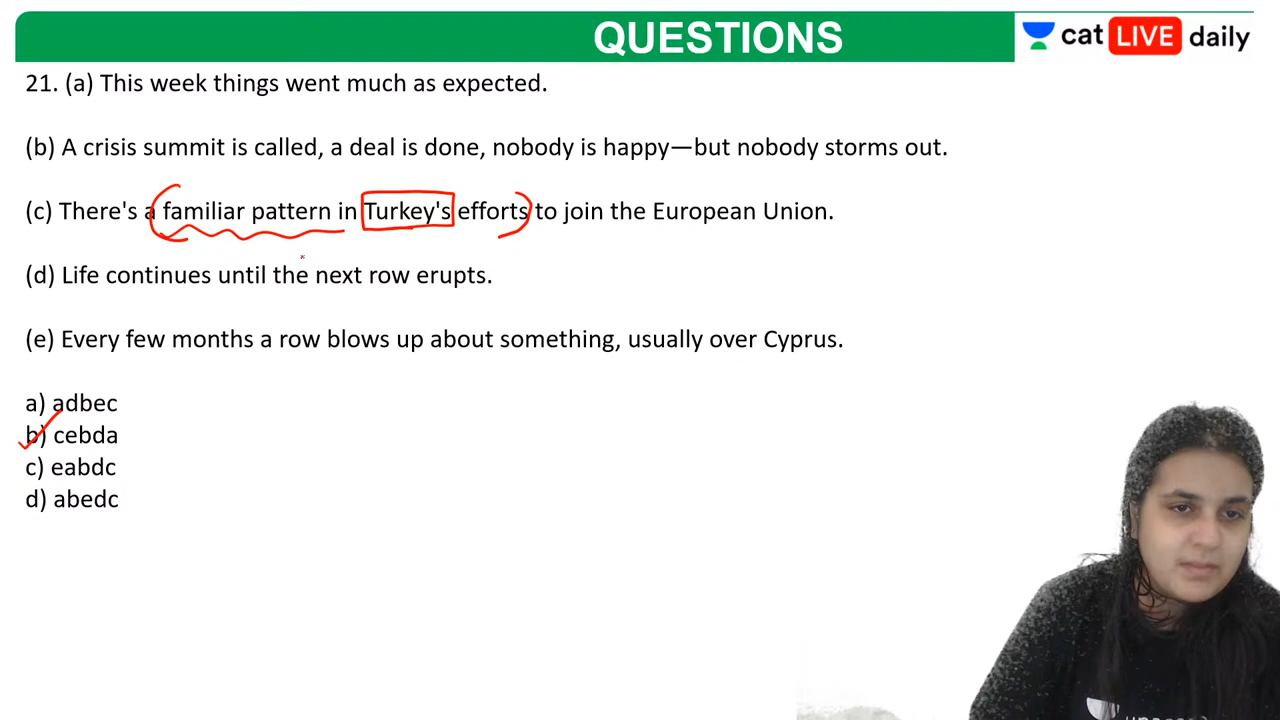 QUESTIONS
cat LIVE daily
21. (a) This week things went much as expected.
(b) A crisis summit is called, a deal is done, nobody is happy—but nobody storms out.
(c) There's a familiar pattern in Turkey's efforts to join the European Union.
(d) Life continues until the next row erupts.
(e) Every few months a row blows up about something, usually over Cyprus.
a) adbec
b) cebda
c) eabdc
d) abedc